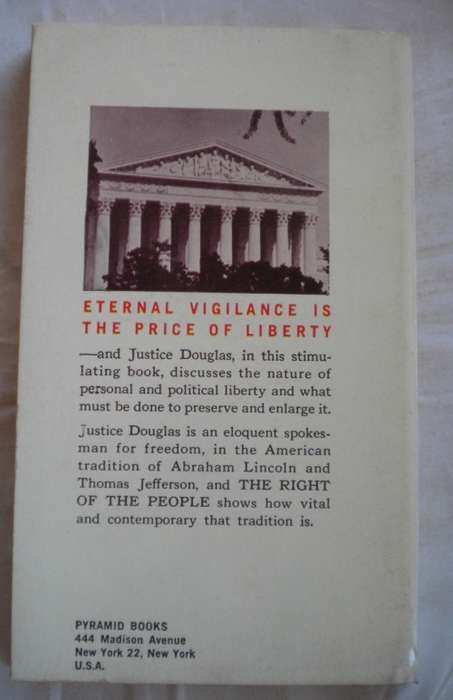 ETERNAL VIGILANCE IS
THE PRICE OF LIBERTY
—and Justice Douglas, in this stimu-
lating book, discusses the nature of
personal and political liberty and what
must be done to preserve and enlarge it.
Justice Douglas is an eloquent spokes-
man for freedom, in the American
tradition of Abraham Lincoln and
Thomas Jefferson, and THE RIGHT
OF THE PEOPLE shows how vital
and contemporary that tradition is.
PYRAMID BOOKS
444 Madison Avenue
New York 22, New York
U.S.A.